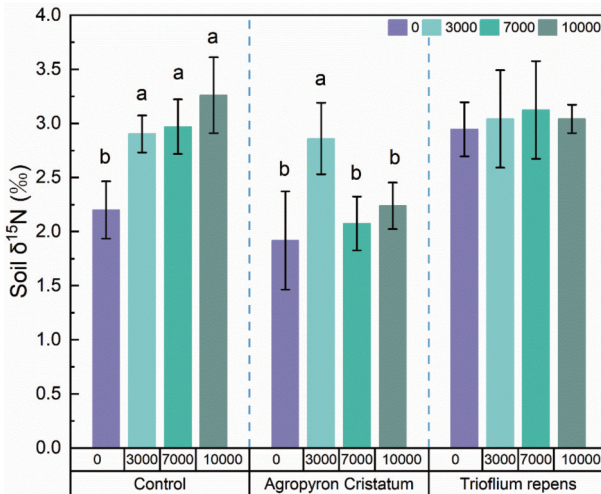 4.0
3.5
3.0
2.5
2.0
1.5
1.0
0.5
0.0
Soil δ¹⁵N (‰)
0 3000 7000 10000
b a a a
b a b b
0 3000 7000 10000 0 3000 7000 10000 0 3000 7000 10000
Control Agropyron Cristatum Trioflium repens